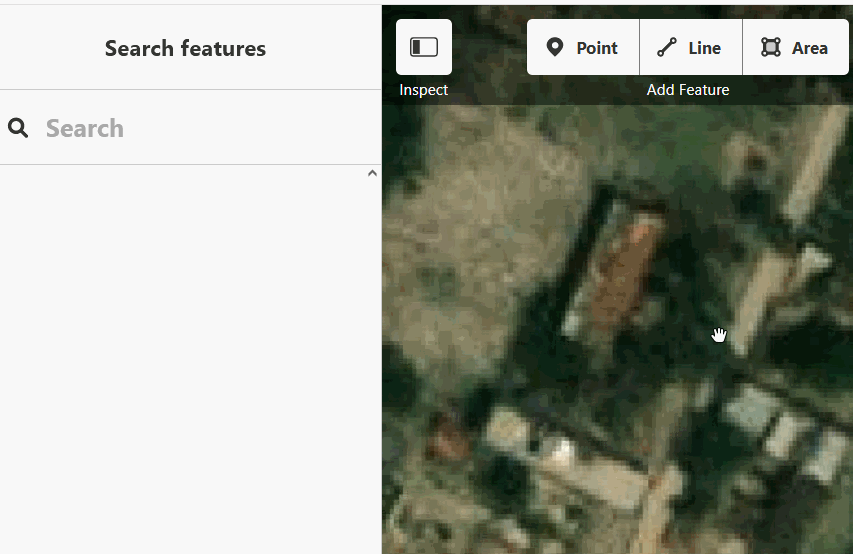 Search features
Search
Inspect
Point
Line
Area
Add Feature